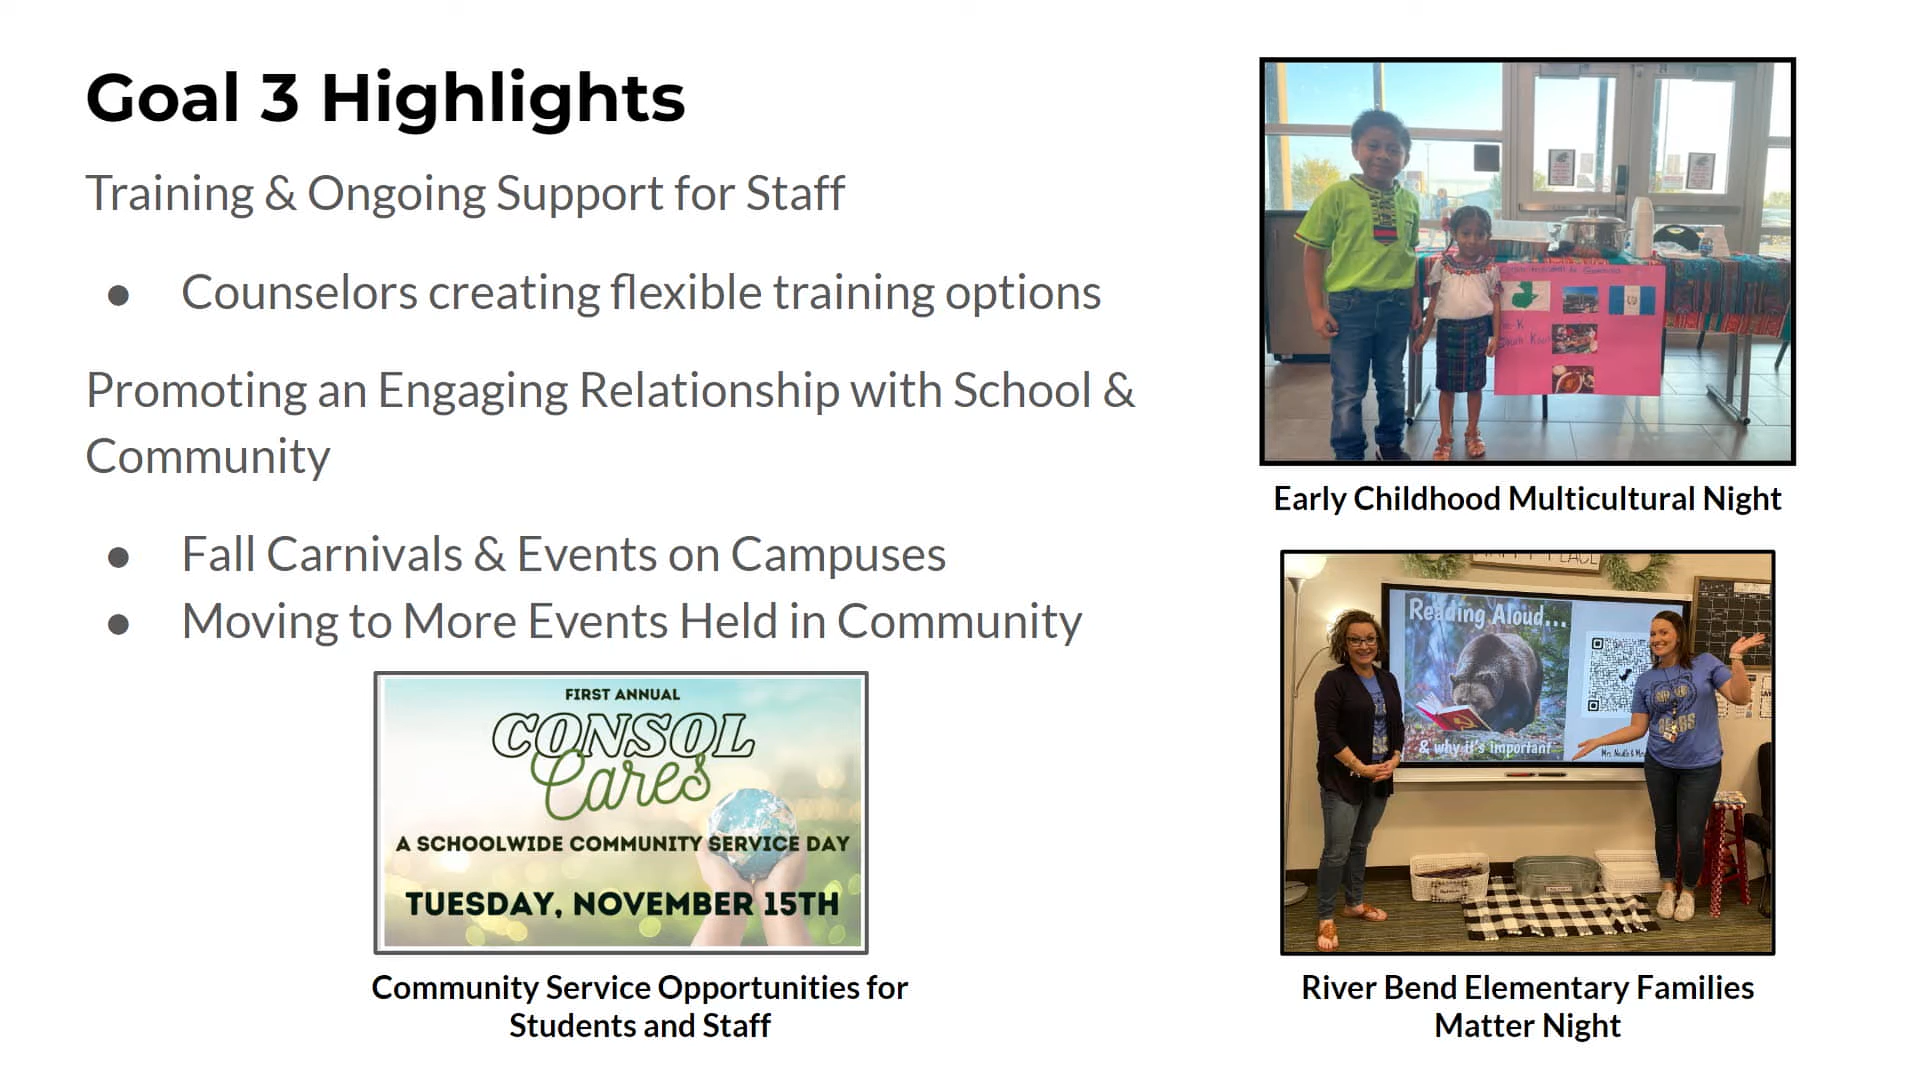 Goal 3 Highlights
Training & Ongoing Support for Staff
● Counselors creating flexible training options
Promoting an Engaging Relationship with School &
Community
● Fall Carnivals & Events on Campuses
● Moving to More Events Held in Community
FIRST ANNUAL
CONSOL
Cares
A SCHOOLWIDE COMMUNITY SERVICE DAY
TUESDAY, NOVEMBER 15TH
Community Service Opportunities for
Students and Staff
Early Childhood Multicultural Night
Reading Aloud...
& why it's important
River Bend Elementary Families
Matter Night